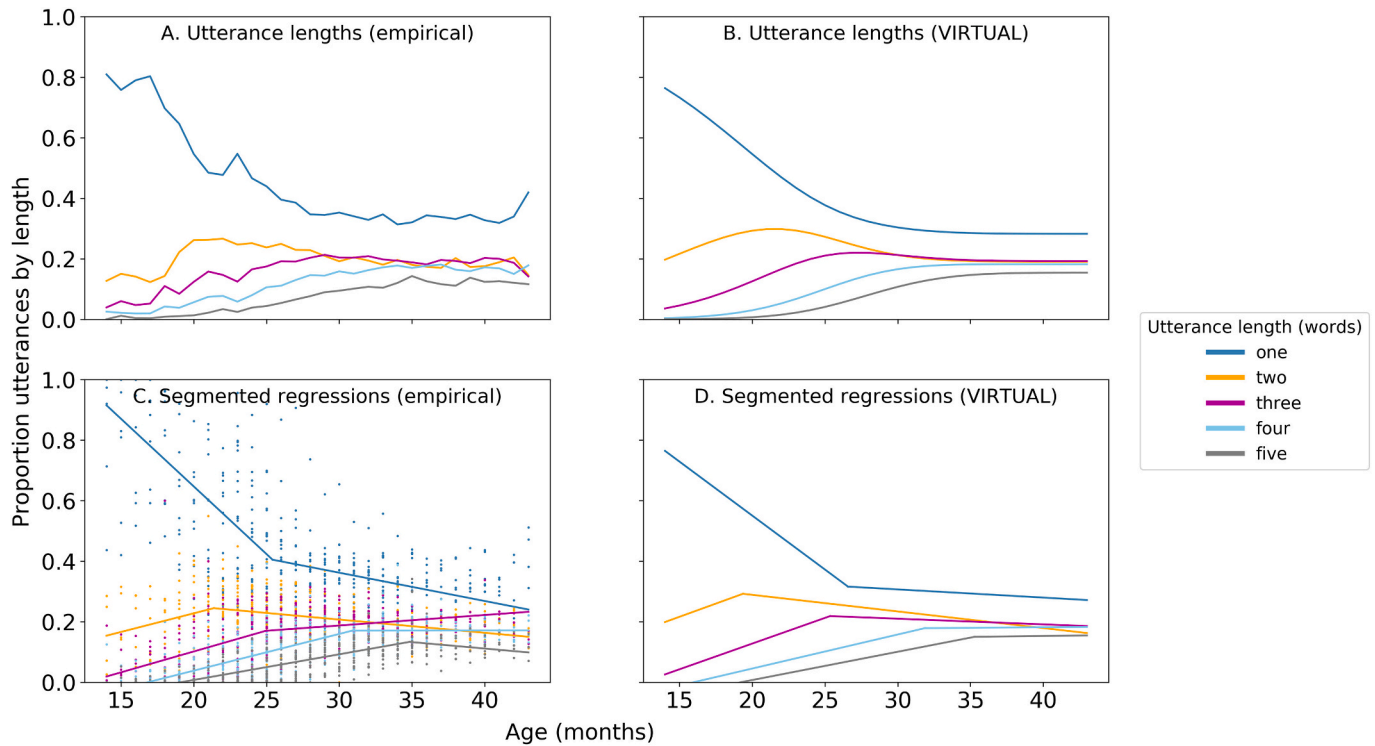 A. Utterance lengths (empirical)
B. Utterance lengths (VIRTUAL)
1.0
0.8
0.6
0.4
0.2
0.0
Proportion utterances by length
C. Segmented regressions (empirical)
D. Segmented regressions (VIRTUAL)
1.0
0.8
0.6
0.4
0.2
0.0
15 20 25 30 35 40
15 20 25 30 35 40
Age (months)
Utterance length (words)
one
two
three
four
five